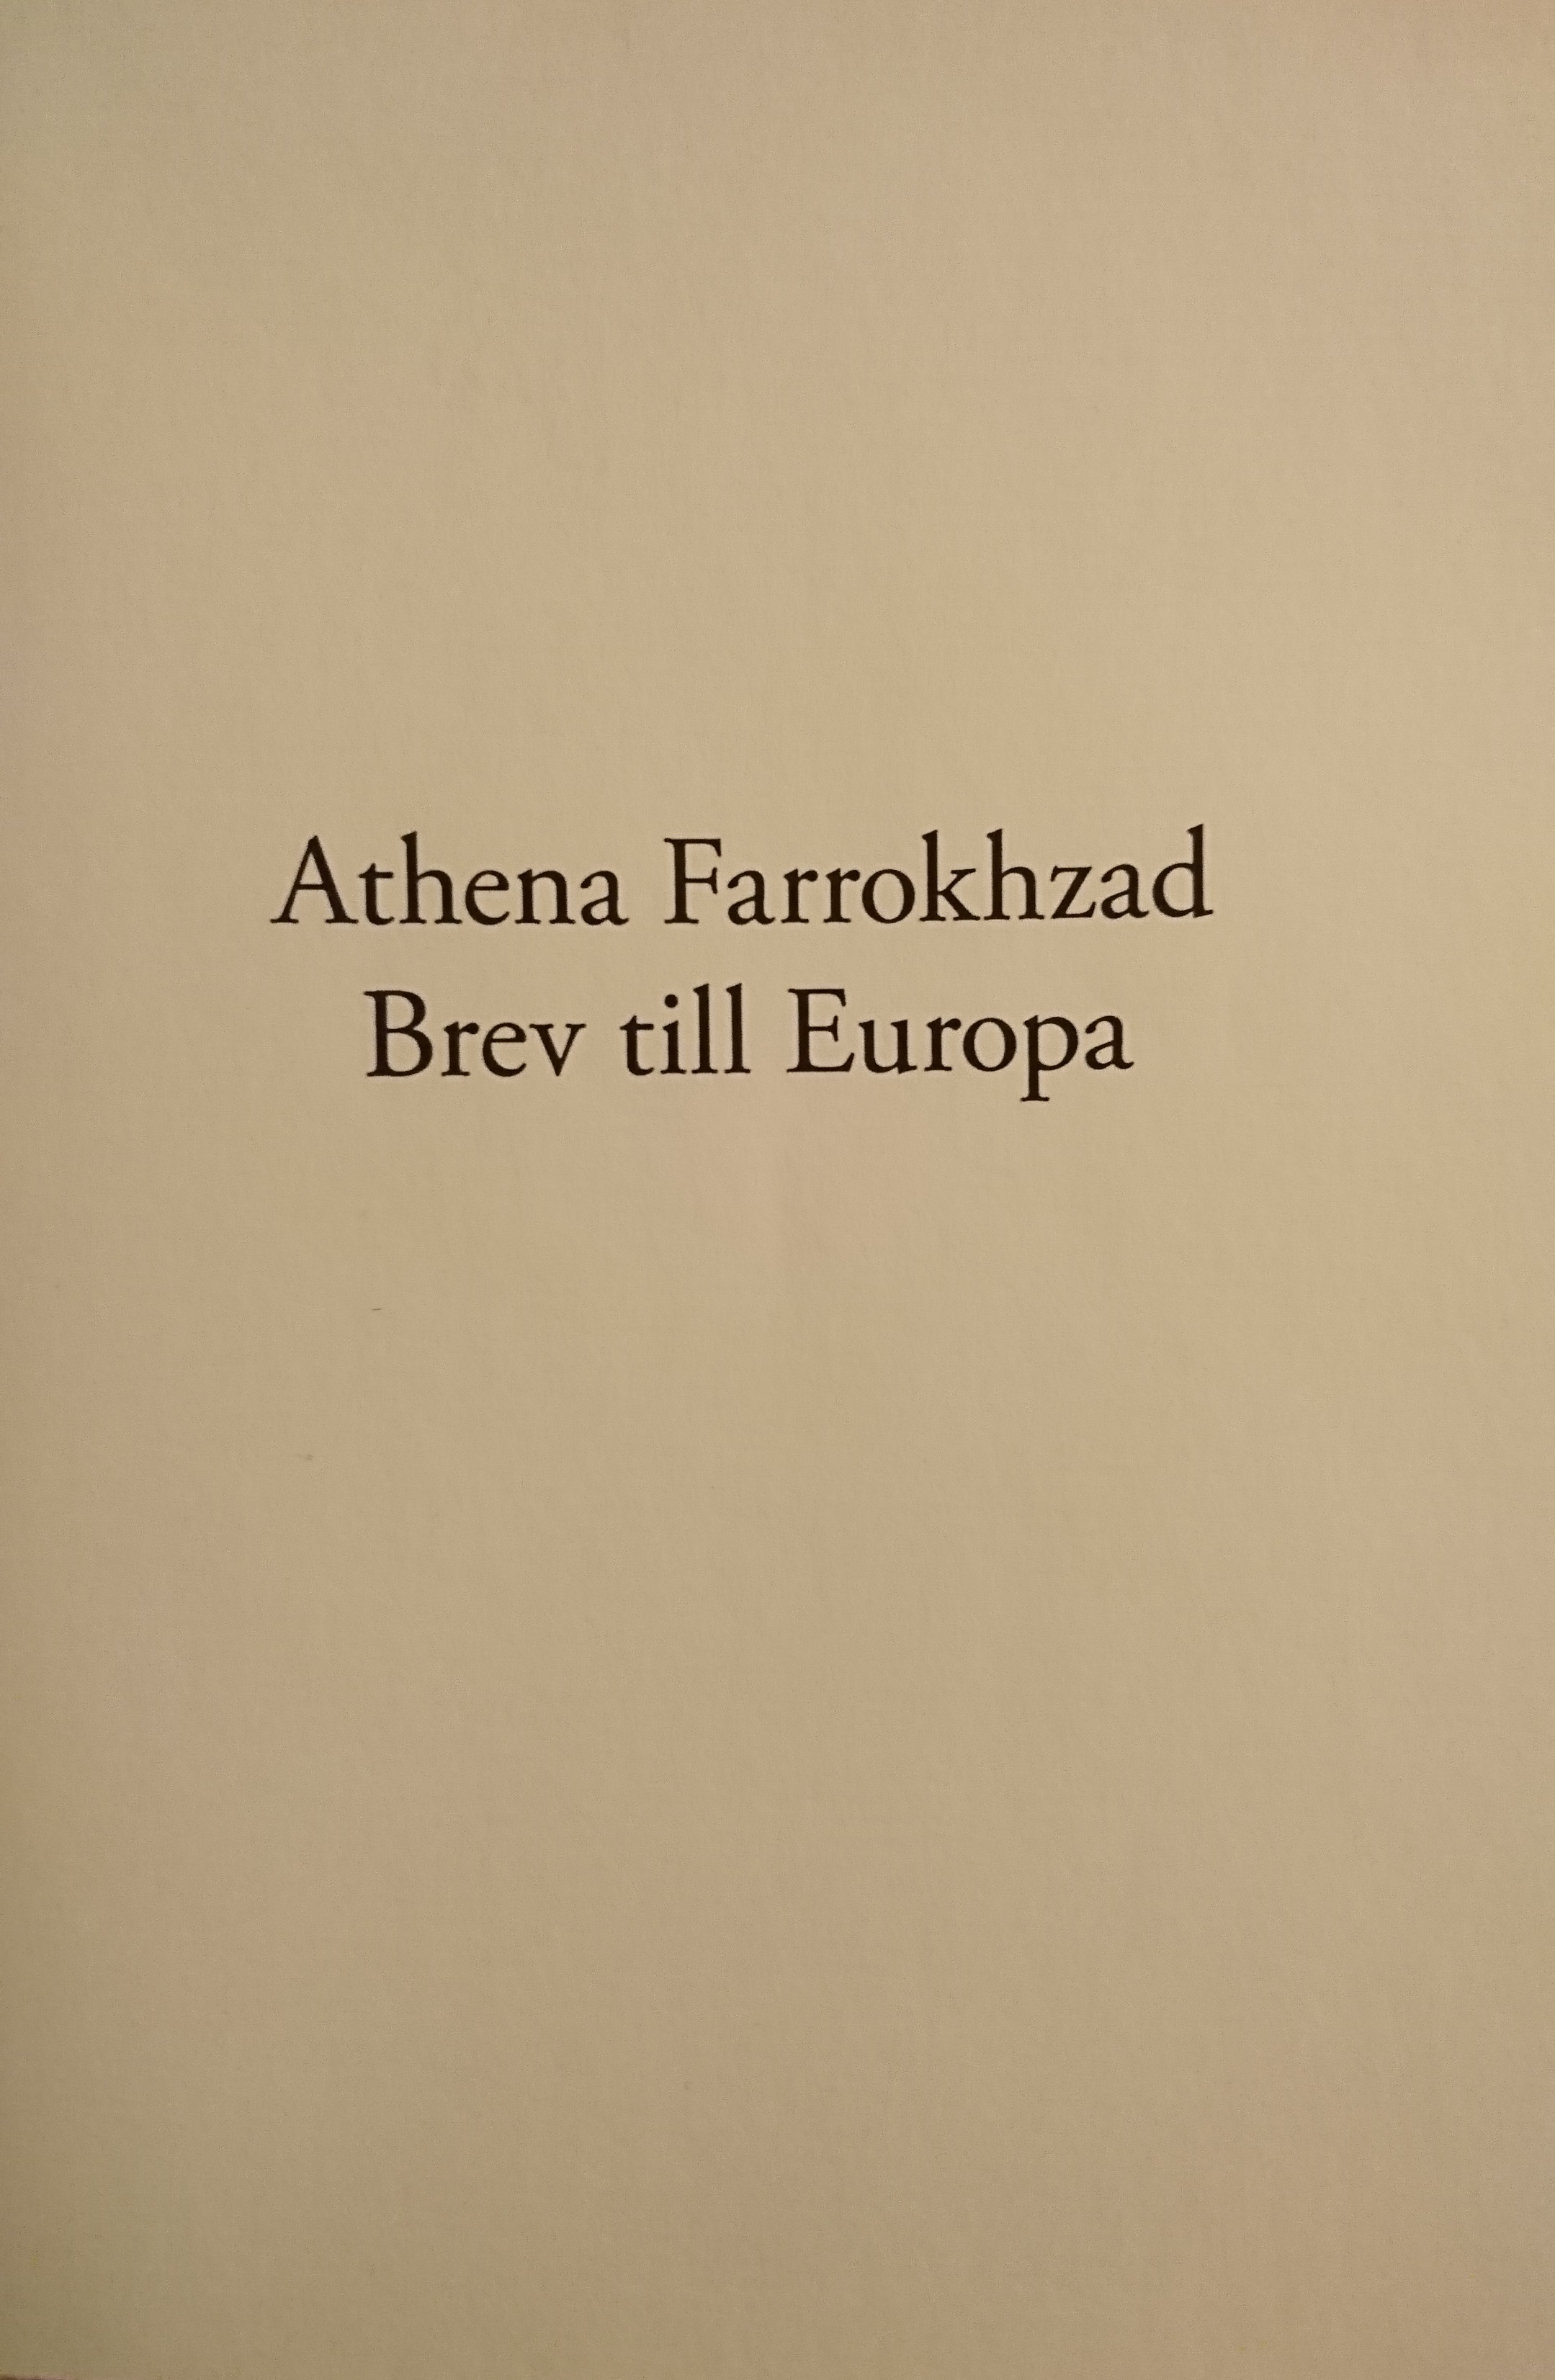 Athena Farrokhzad
Brev till Europa